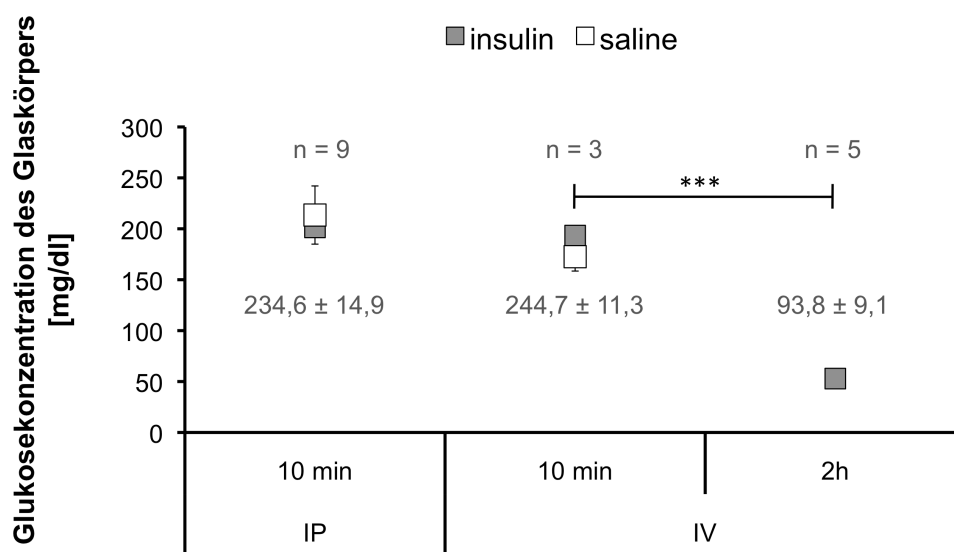 insulin saline
Glukosekonzentration des Glaskörpers
[mg/dl]
300
250
200
150
100
50
0
n = 9
n = 3
n = 5
***
234,6 ± 14,9
244,7 ± 11,3
93,8 ± 9,1
10 min
10 min
2h
IP
IV